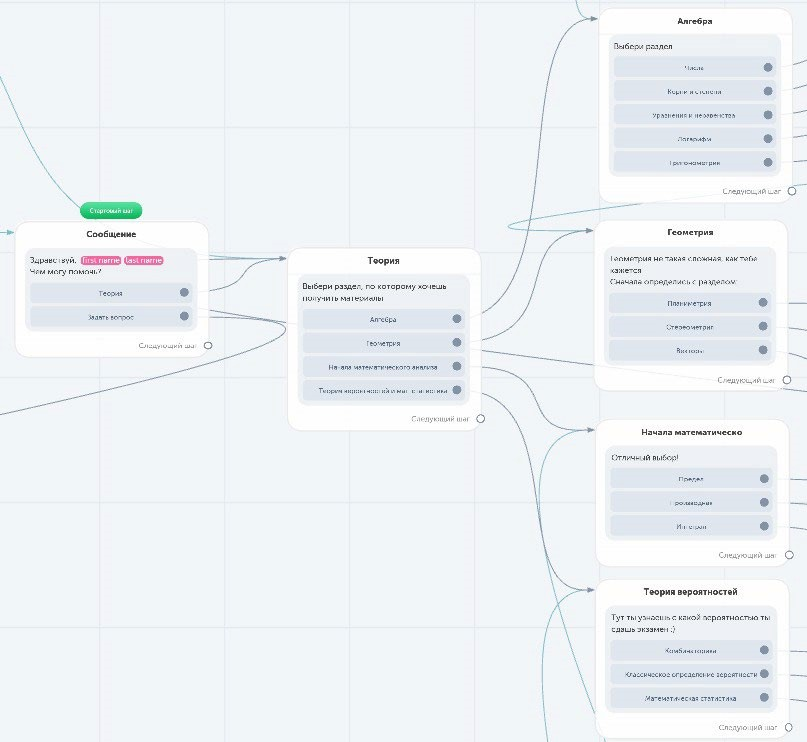 Стартовый шаг
Сообщение
Здравствуй, first name last name
Чем могу помочь?
Теория
Задать вопрос
Следующий шаг
Теория
Выбери раздел, по которому хочешь
получить материалы
Алгебра
Геометрия
Начала математического анализа
Теория вероятностей и мат. статистика
Следующий шаг
Алгебра
Выбери раздел
Числа
Корни и степени
Уравнения и неравенства
Логарифм
Тригонометрия
Следующий шаг
Геометрия
Геометрия не такая сложная, как тебе
кажется
Сначала определись с разделом:
Планиметрия
Стереометрия
Векторы
Следующий шаг
Начала математическо
Отличный выбор!
Предел
Производная
Интеграл
Следующий шаг
Теория вероятностей
Тут ты узнаешь с какой вероятностью ты
сдашь экзамен :)
Комбинаторика
Классическое определение вероятности
Математическая статистика
Следующий шаг